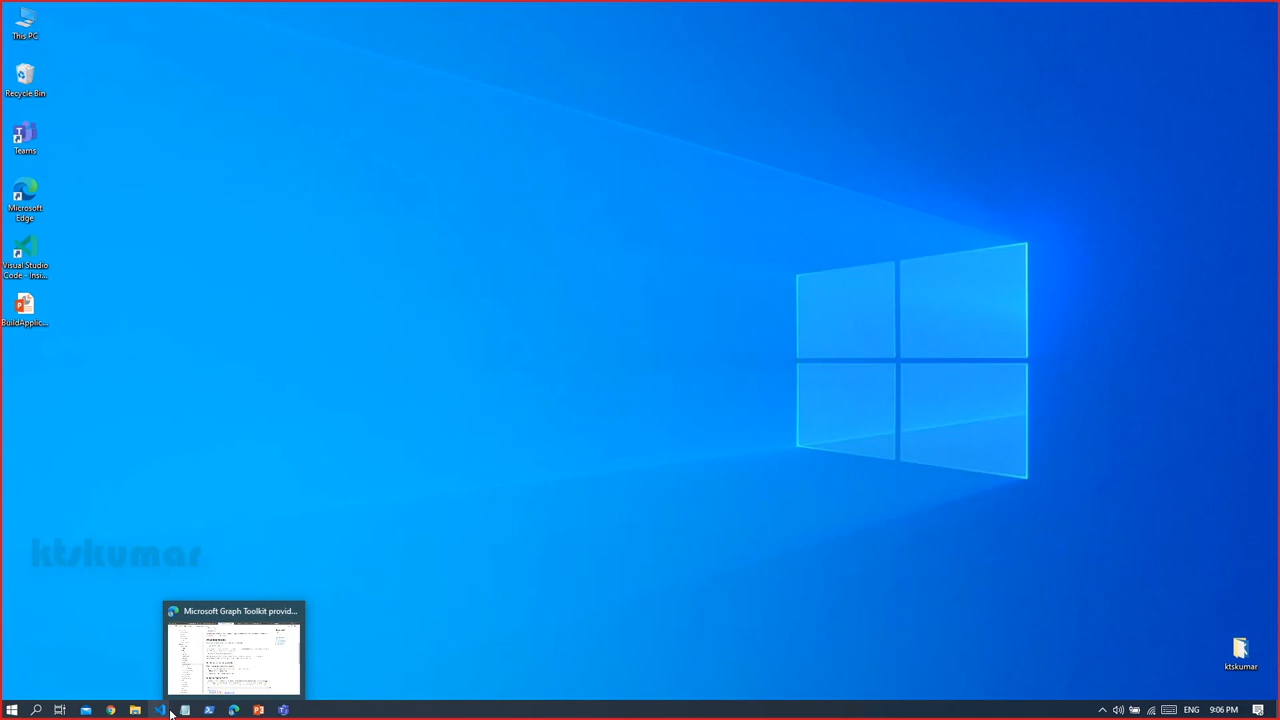 This PC
Recycle Bin
Teams
Microsoft
Edge
Visual Studio
Code - Insi...
BuildApplic...
ktskumar
Microsoft Graph Toolkit provid...
ktskumar
ENG
9:06 PM